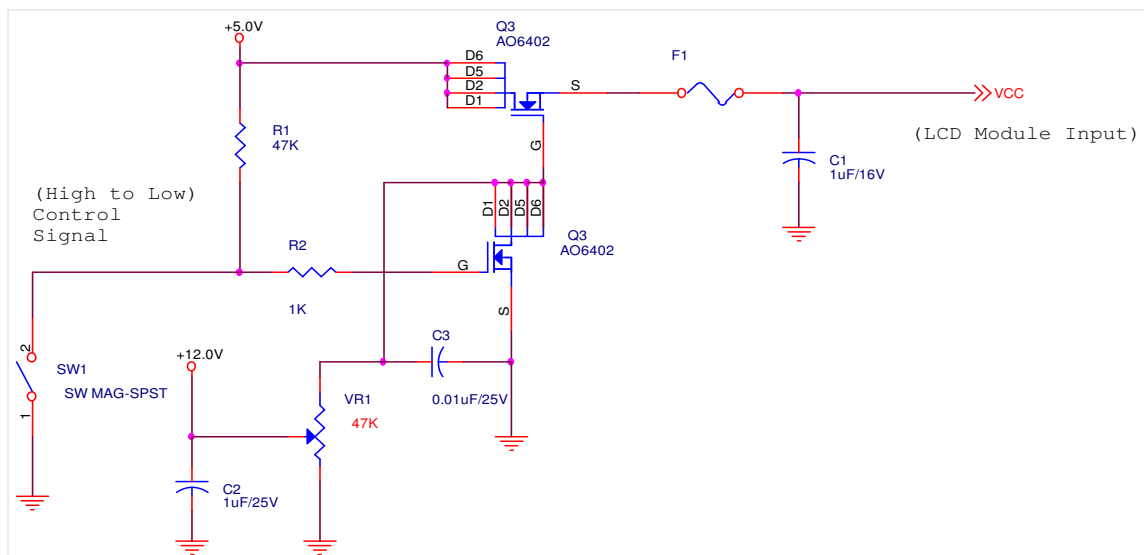 Q3
AO6402
+5.0V
D6
D5
D2
D1
S
F1
VCC
(LCD Module Input)
R1
47K
G
C1
1uF/16V
(High to Low)
Control
Signal
D1
D2
D5
D6
Q3
AO6402
R2
G
1K
S
2
SW1
SW MAG-SPST
1
+12.0V
C3
0.01uF/25V
VR1
47K
C2
1uF/25V